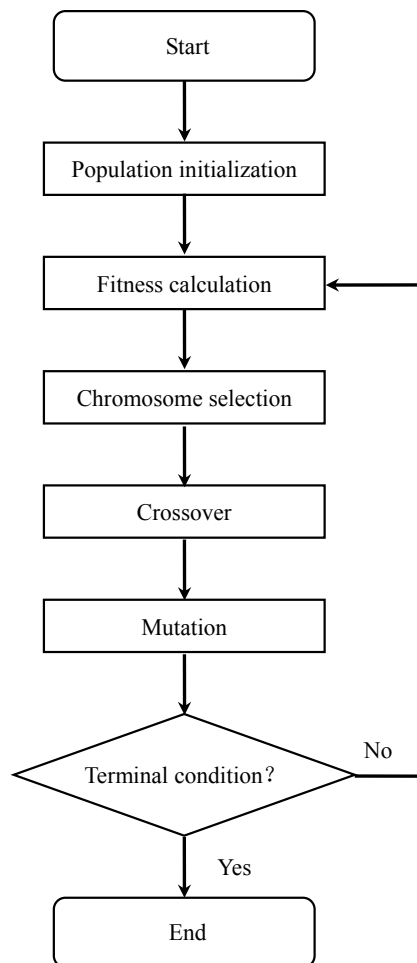 Start
Population initialization
Fitness calculation
Chromosome selection
Crossover
Mutation
Terminal condition？
No
Yes
End